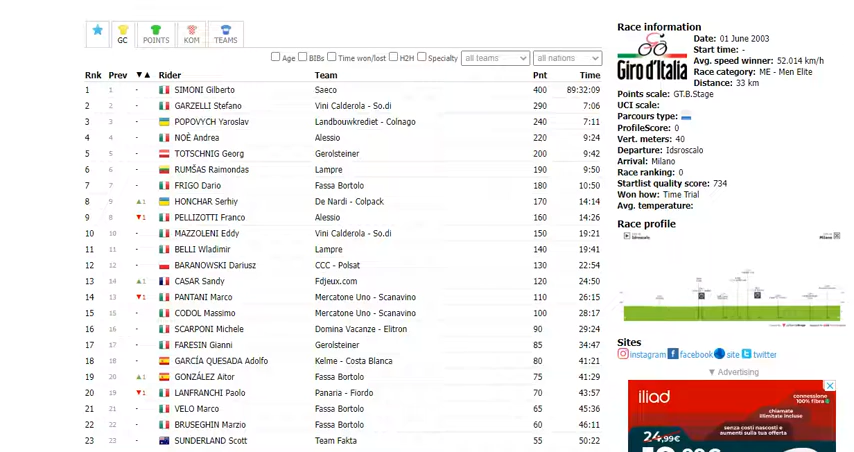 GC POINTS KOM TEAMS
Age BIBs Time won/lost H2H Specialty all teams all nations
Rnk Prev ▼▲ Rider Team Pnt Time
1 1 - SIMONI Gilberto Saeco 400 89:32:09
2 2 - GARZELLI Stefano Vini Calderola - So.di 290 7:06
3 3 - POPOVYCH Yaroslav Landbouwkrediet - Colnago 240 7:11
4 4 - NOÈ Andrea Alessio 220 9:24
5 5 - TOTSCHNIG Georg Gerolsteiner 200 9:42
6 6 - RUMŠAS Raimondas Lampre 190 9:50
7 7 - FRIGO Dario Fassa Bortolo 180 10:50
8 9 ▲1 HONCHAR Serhiy De Nardi - Colpack 170 14:14
9 8 ▼1 PELLIZOTTI Franco Alessio 160 14:26
10 10 - MAZZOLENI Eddy Vini Calderola - So.di 150 19:21
11 11 - BELLI Wladimir Lampre 140 19:41
12 12 - BARANOWSKI Dariusz CCC - Polsat 130 22:54
13 14 ▲1 CASAR Sandy Fdjeux.com 120 24:50
14 13 ▼1 PANTANI Marco Mercatone Uno - Scanavino 110 26:15
15 15 - CODOL Massimo Mercatone Uno - Scanavino 100 28:17
16 16 - SCARPONI Michele Domina Vacanze - Elitron 90 29:24
17 17 - FARESIN Gianni Gerolsteiner 85 34:47
18 18 - GARCÍA QUESADA Adolfo Kelme - Costa Blanca 80 41:21
19 20 ▲1 GONZÁLEZ Aitor Fassa Bortolo 75 41:29
20 19 ▼1 LANFRANCHI Paolo Panaria - Fiordo 70 43:57
21 21 - VELO Marco Fassa Bortolo 65 45:36
22 22 - BRUSEGHIN Marzio Fassa Bortolo 60 46:11
23 23 - SUNDERLAND Scott Team Fakta 55 50:22
Race information
Giro d'Italia
Date: 01 June 2003
Start time: -
Avg. speed winner: 52.014 km/h
Race category: ME - Men Elite
Distance: 33 km
Points scale: GT.B.Stage
UCI scale:
Parcours type:
ProfileScore: 0
Vert. meters: 40
Departure: Idsroscalo
Arrival: Milano
Race ranking: 0
Startlist quality score: 734
Won how: Time Trial
Avg. temperature:
Race profile
Idroscalo Milano
Sites
instagram facebook site twitter
▼ Advertising
iliad
connessione
100% Fibra
chiamate
illimitate incluse
senza costi nascosti e
aumenti sulla tua offerta
24,99€